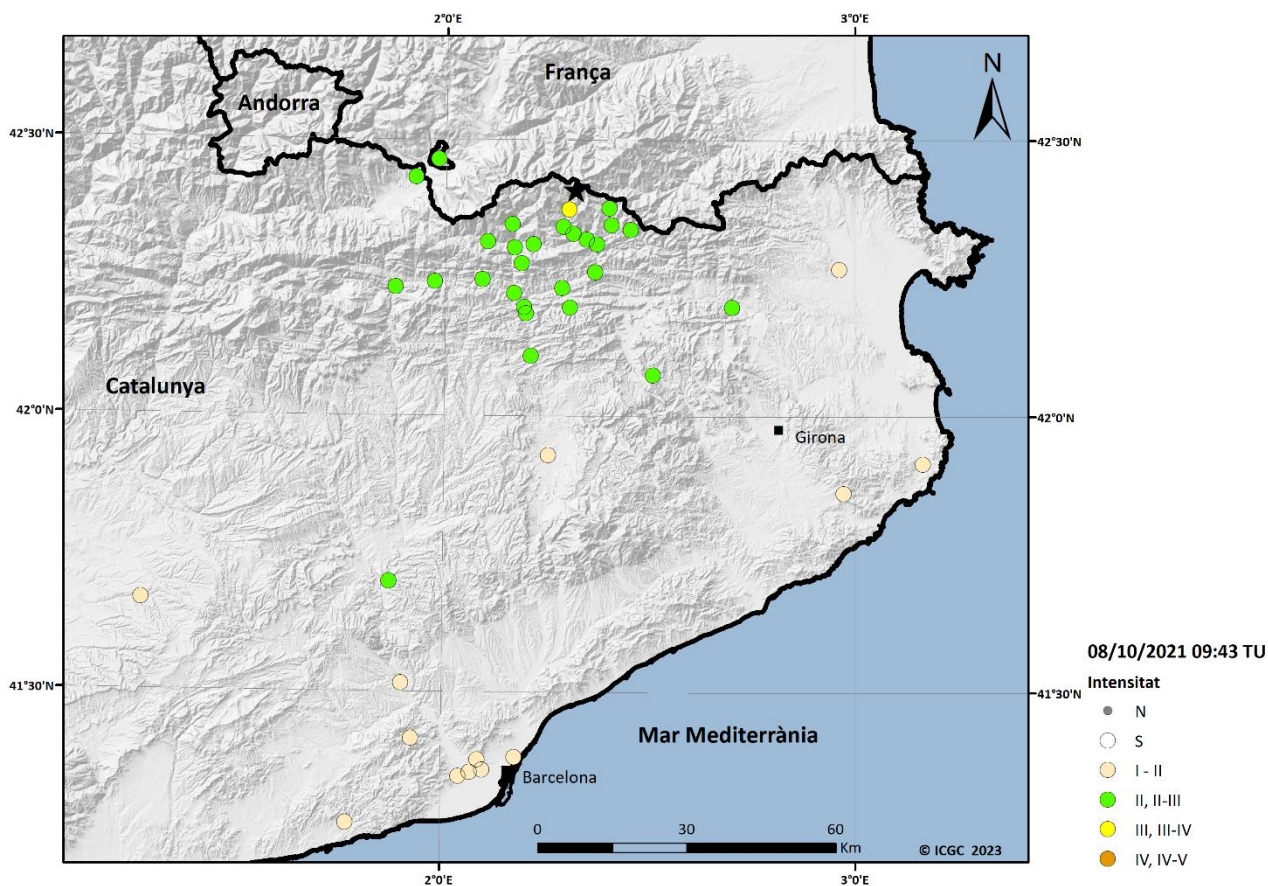 2°0'E
3°0'E
França
N
Andorra
42°30'N
42°30'N
Catalunya
42°0'N
42°0'N
Girona
41°30'N
41°30'N
Mar Mediterrània
Barcelona
0
30
60
Km
© ICGC 2023
2°0'E
3°0'E
08/10/2021 09:43 TU
Intensitat
N
S
I - II
II, II-III
III, III-IV
IV, IV-V